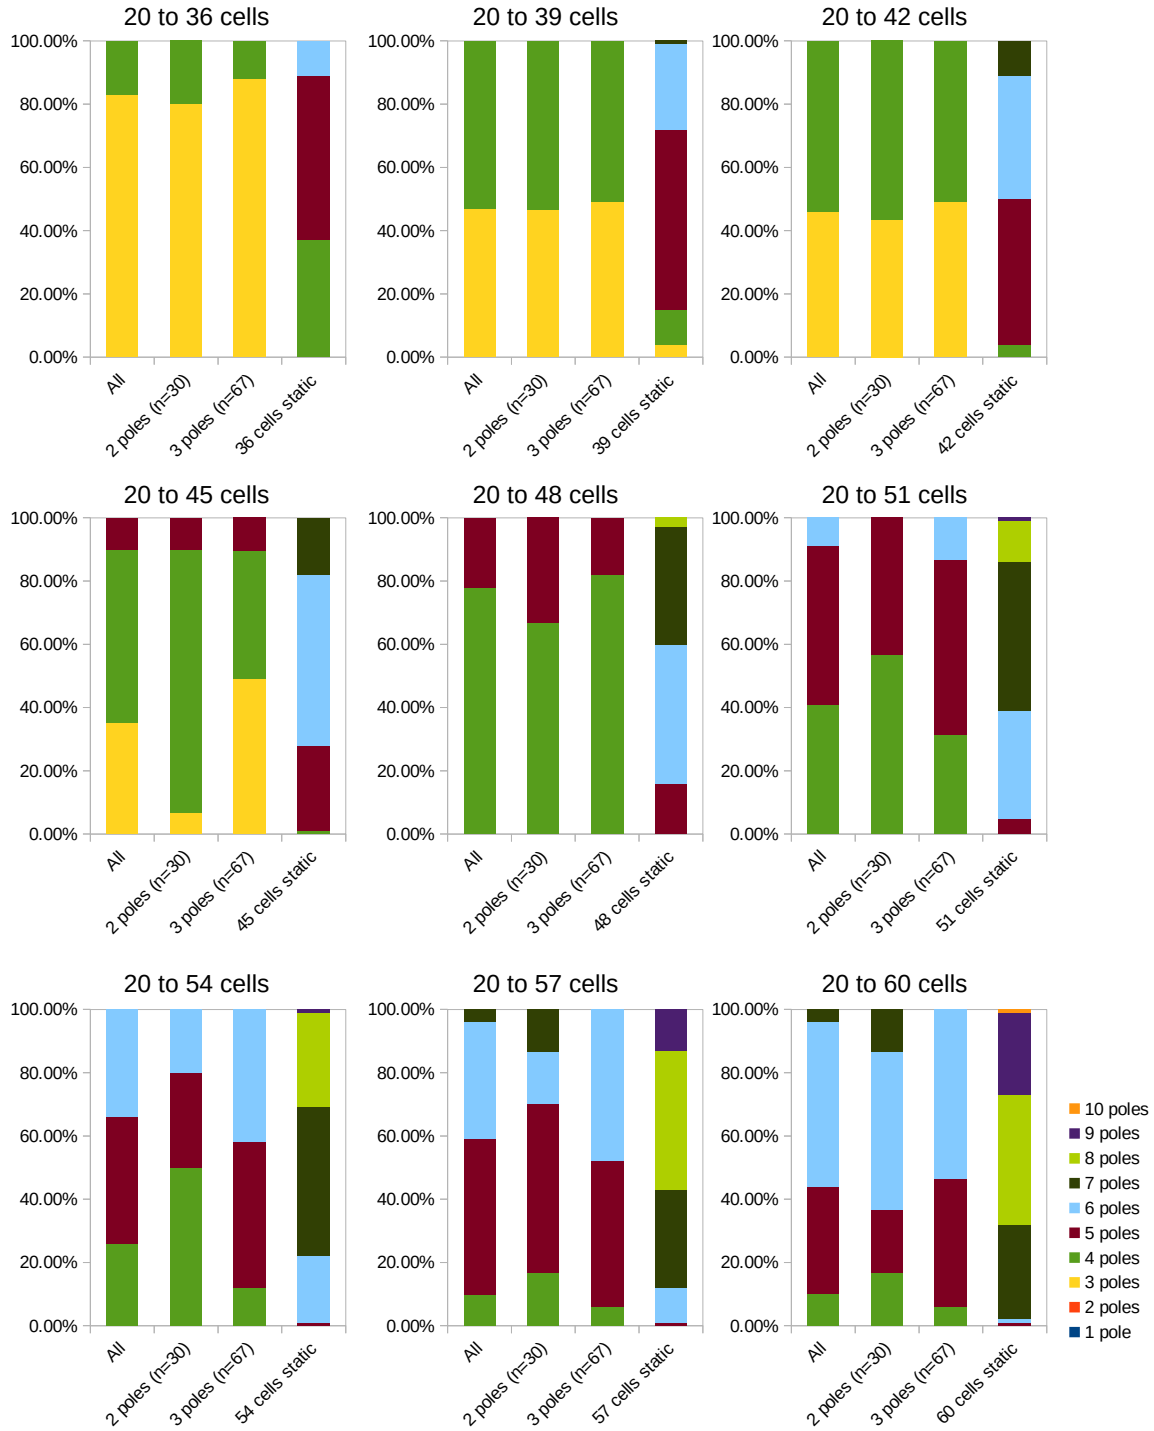 20 to 36 cells
100.00%
80.00%
60.00%
40.00%
20.00%
0.00%
All
2 poles (n=30)
3 poles (n=67)
36 cells static
20 to 39 cells
100.00%
80.00%
60.00%
40.00%
20.00%
0.00%
All
2 poles (n=30)
3 poles (n=67)
39 cells static
20 to 42 cells
100.00%
80.00%
60.00%
40.00%
20.00%
0.00%
All
2 poles (n=30)
3 poles (n=67)
42 cells static
20 to 45 cells
100.00%
80.00%
60.00%
40.00%
20.00%
0.00%
All
2 poles (n=30)
3 poles (n=67)
45 cells static
20 to 48 cells
100.00%
80.00%
60.00%
40.00%
20.00%
0.00%
All
2 poles (n=30)
3 poles (n=67)
48 cells static
20 to 51 cells
100.00%
80.00%
60.00%
40.00%
20.00%
0.00%
All
2 poles (n=30)
3 poles (n=67)
51 cells static
20 to 54 cells
100.00%
80.00%
60.00%
40.00%
20.00%
0.00%
All
2 poles (n=30)
3 poles (n=67)
54 cells static
20 to 57 cells
100.00%
80.00%
60.00%
40.00%
20.00%
0.00%
All
2 poles (n=30)
3 poles (n=67)
57 cells static
20 to 60 cells
100.00%
80.00%
60.00%
40.00%
20.00%
0.00%
All
2 poles (n=30)
3 poles (n=67)
60 cells static
10 poles
9 poles
8 poles
7 poles
6 poles
5 poles
4 poles
3 poles
2 poles
1 pole